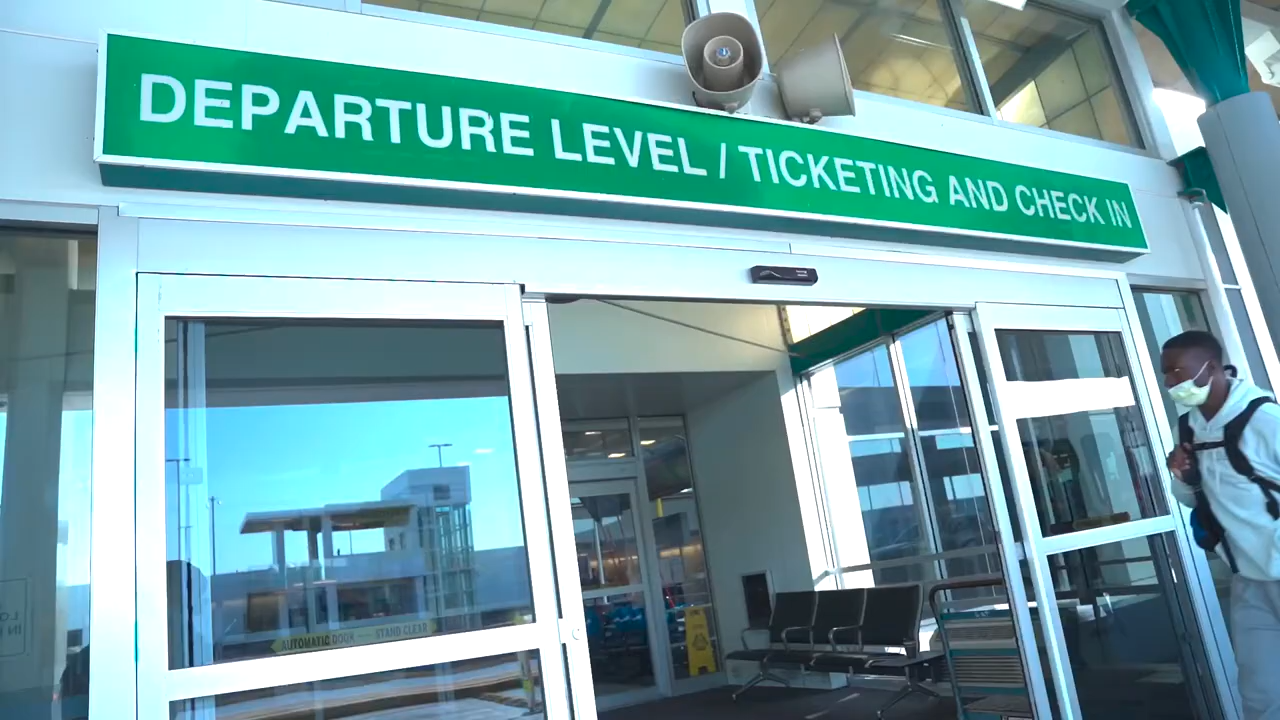 DEPARTURE LEVEL / TICKETING AND CHECK IN
AUTOMATIC DOOR STAND CLEAR